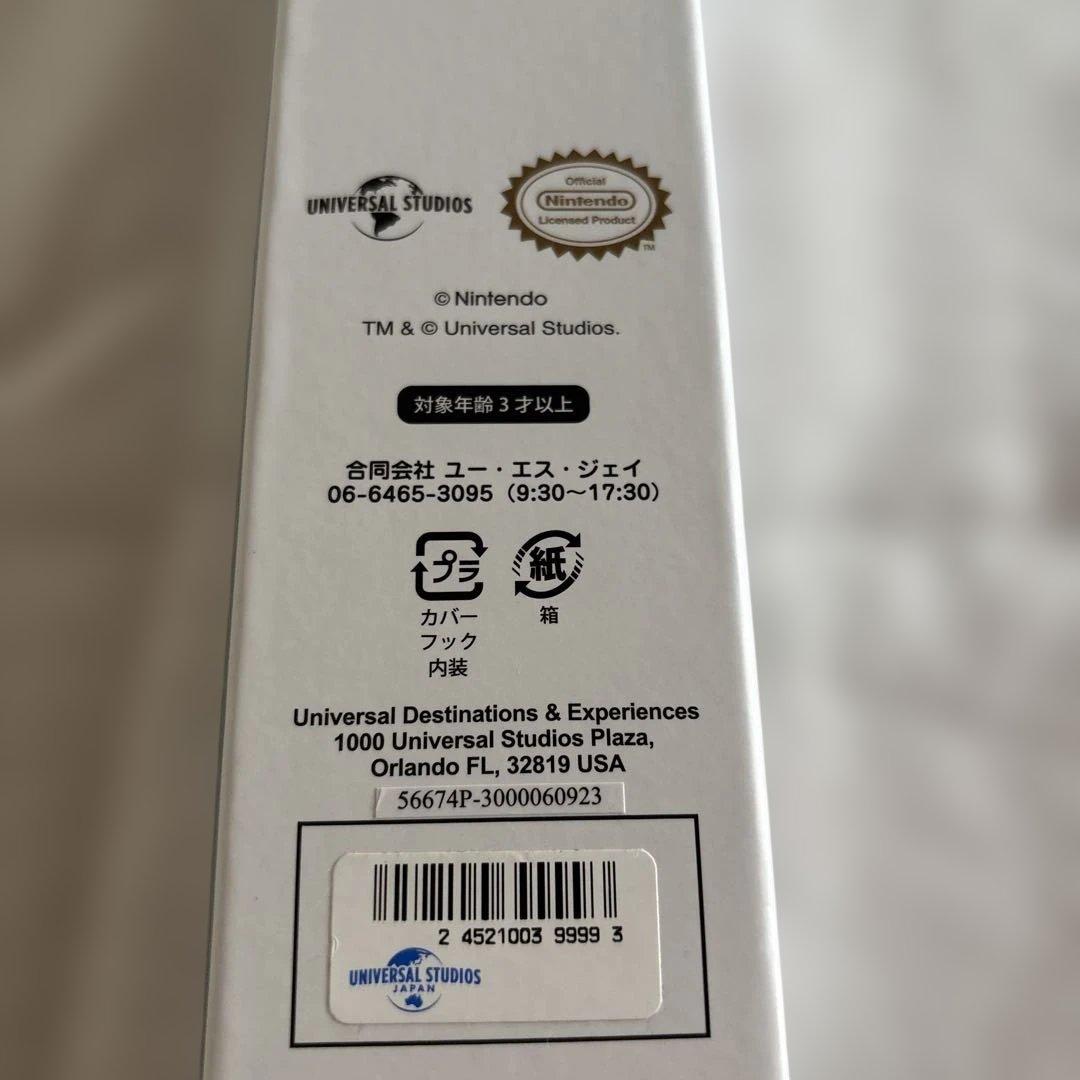 UNIVERSAL STUDIOS
Official
Nintendo
Licensed Product
TM
© Nintendo
TM & © Universal Studios.
対象年齢 3 才以上
合同会社 ユー・エス・ジェイ
06-6465-3095（9:30～17:30）
プラ 紙
カバー 箱
フック
内装
Universal Destinations & Experiences
1000 Universal Studios Plaza,
Orlando FL, 32819 USA
56674P-3000060923
2 4521003 9999 3
UNIVERSAL STUDIOS
JAPAN